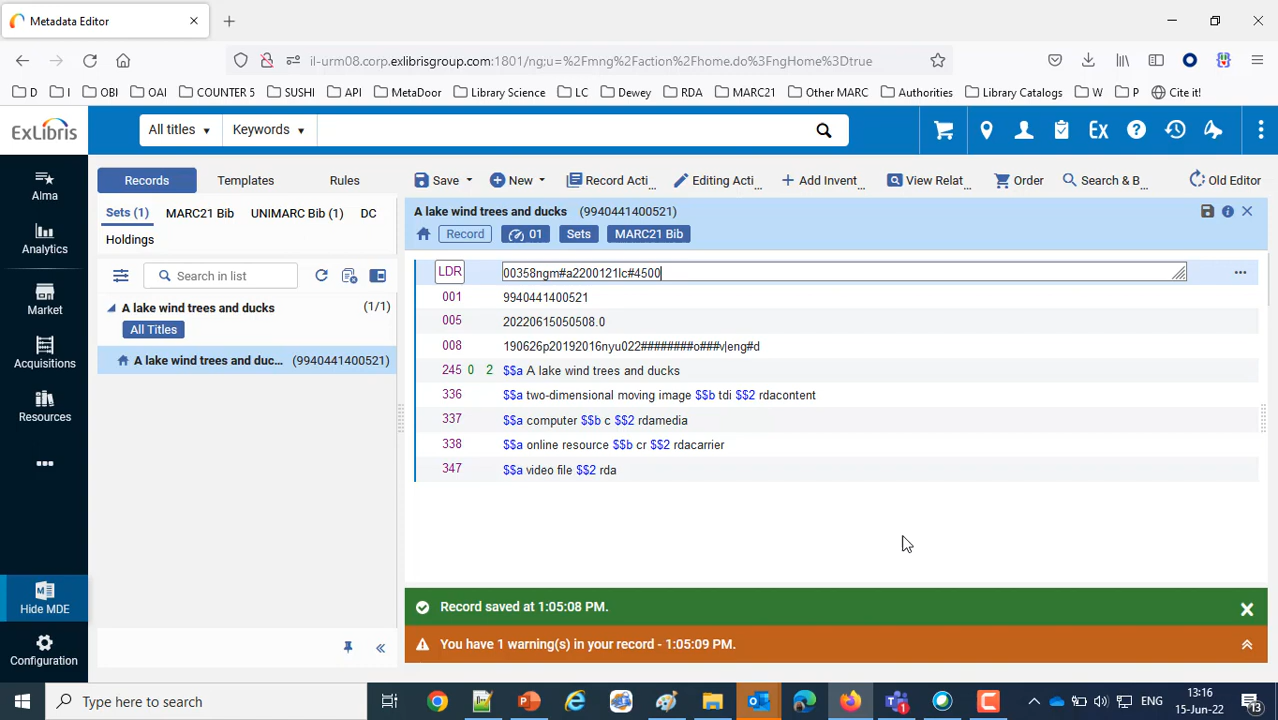 Metadata Editor
il-urm08.corp.exlibrisgroup.com:1801/ng;u=%2Fmng%2Faction%2Fhome.do%3FngHome%3Dtrue
D I OBI OAI COUNTER 5 SUSHI API MetaDoor Library Science LC Dewey RDA MARC21 Other MARC Authorities Library Catalogs W P Cite it!
ExLibris All titles Keywords Ex
Alma
Analytics
Market
Acquisitions
Resources
Hide MDE
Configuration
Records Templates Rules
Sets (1) MARC21 Bib UNIMARC Bib (1) DC
Holdings
Search in list
A lake wind trees and ducks (1/1)
All Titles
A lake wind trees and duc... (9940441400521)
Save New Record Acti... Editing Acti... Add Invent... View Relat... Order Search & B... Old Editor
A lake wind trees and ducks (9940441400521)
Record 01 Sets MARC21 Bib
LDR 00358ngm#a2200121lc#4500
001 9940441400521
005 20220615050508.0
008 190626p20192016nyu022########o###v|eng#d
245 0 2 $$a A lake wind trees and ducks
336 $$a two-dimensional moving image $$b tdi $$2 rdacontent
337 $$a computer $$b c $$2 rdamedia
338 $$a online resource $$b cr $$2 rdacarrier
347 $$a video file $$2 rda
Record saved at 1:05:08 PM.
You have 1 warning(s) in your record - 1:05:09 PM.
Type here to search
ENG
13:16
15-Jun-22
13